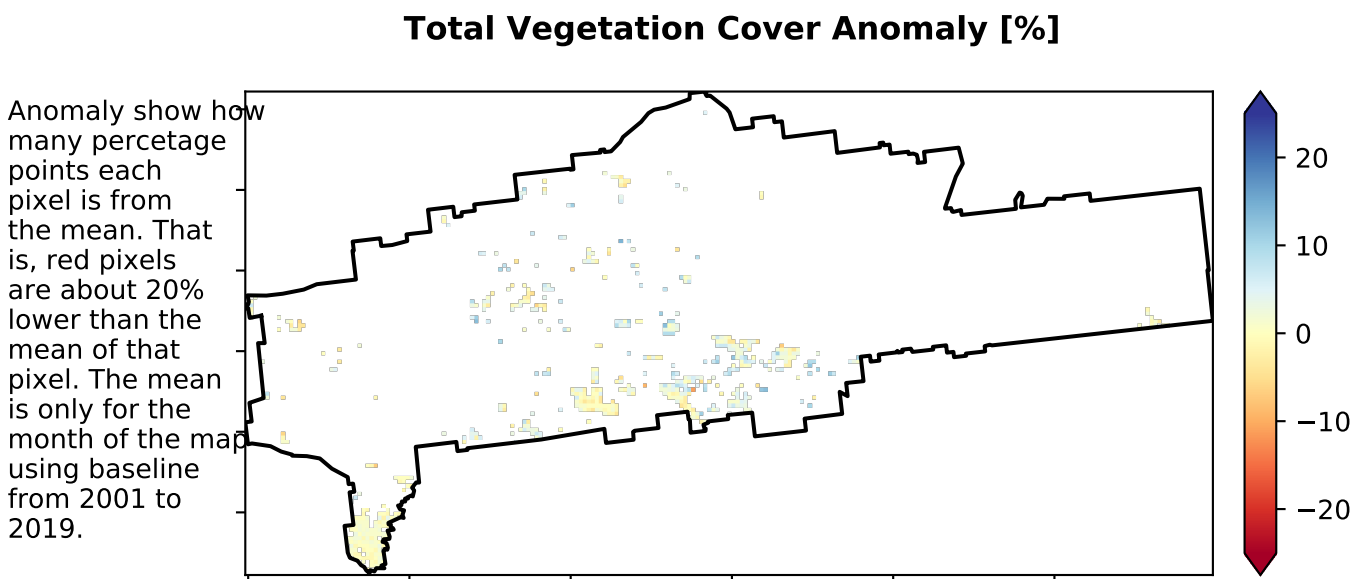 Total Vegetation Cover Anomaly [%]
Anomaly show how
many percetage
points each
pixel is from
the mean. That
is, red pixels
are about 20%
lower than the
mean of that
pixel. The mean
is only for the
month of the map
using baseline
from 2001 to
2019.
20
10
0
−10
−20